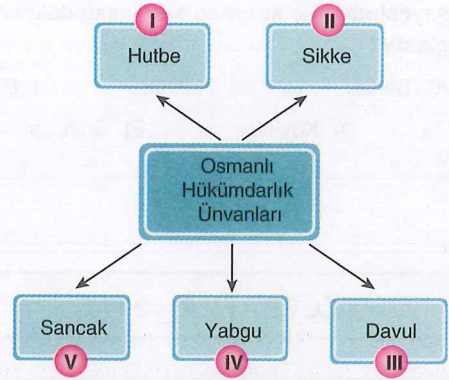 I
II
Hutbe
Sikke
Osmanlı
Hükümdarlık
Ünvanları
Sancak
Yabgu
Davul
V
IV
III